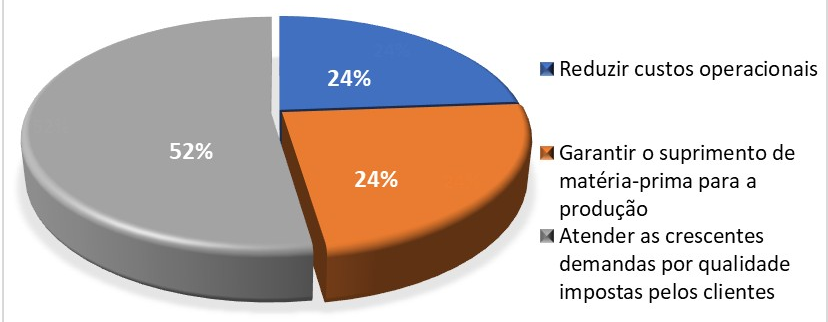 24%
Reduzir custos operacionais
52%
24%
Garantir o suprimento de
matéria-prima para a
produção
Atender as crescentes
demandas por qualidade
impostas pelos clientes